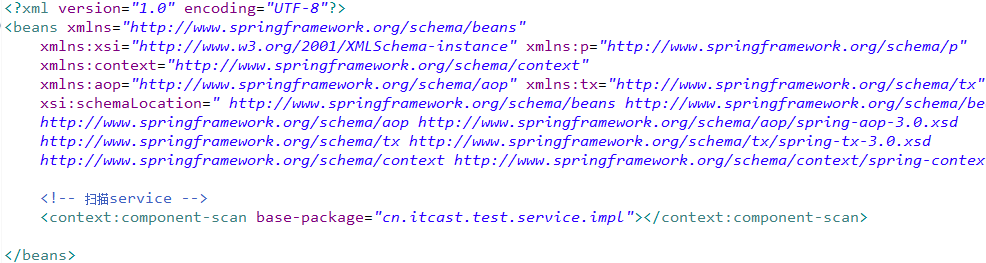 <?xml version="1.0" encoding="UTF-8"?>
<beans xmlns="http://www.springframework.org/schema/beans"
xmlns:xsi="http://www.w3.org/2001/XMLSchema-instance" xmlns:p="http://www.springframework.org/schema/p"
xmlns:context="http://www.springframework.org/schema/context"
xmlns:aop="http://www.springframework.org/schema/aop" xmlns:tx="http://www.springframework.org/schema/tx"
xsi:schemaLocation=" http://www.springframework.org/schema/beans http://www.springframework.org/schema/be
http://www.springframework.org/schema/aop http://www.springframework.org/schema/aop/spring-aop-3.0.xsd
http://www.springframework.org/schema/tx http://www.springframework.org/schema/tx/spring-tx-3.0.xsd
http://www.springframework.org/schema/context http://www.springframework.org/schema/context/spring-contex
<!-- 扫描service -->
<context:component-scan base-package="cn.itcast.test.service.impl"></context:component-scan>
</beans>